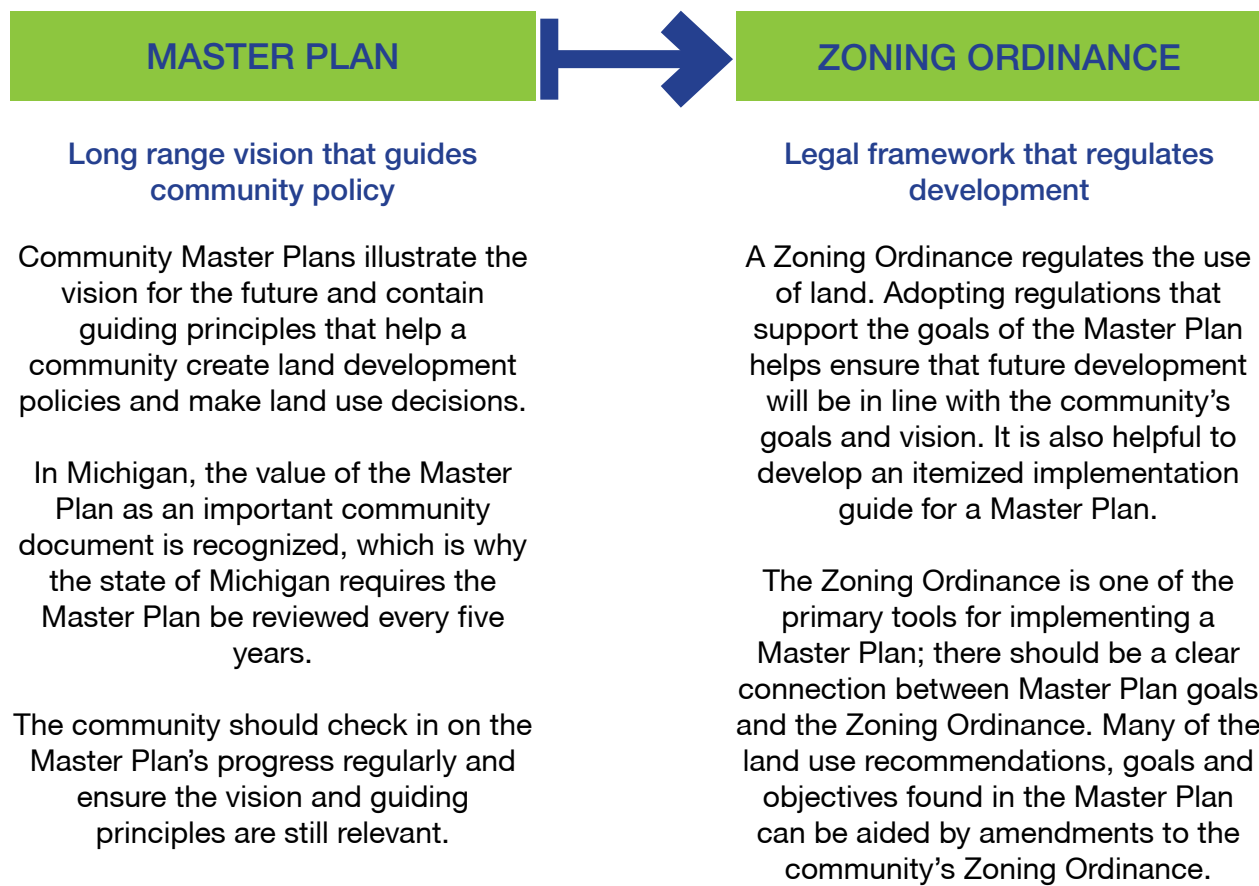 MASTER PLAN
Long range vision that guides
community policy
Community Master Plans illustrate the
vision for the future and contain
guiding principles that help a
community create land development
policies and make land use decisions.
In Michigan, the value of the Master
Plan as an important community
document is recognized, which is why
the state of Michigan requires the
Master Plan be reviewed every five
years.
The community should check in on the
Master Plan’s progress regularly and
ensure the vision and guiding
principles are still relevant.
ZONING ORDINANCE
Legal framework that regulates
development
A Zoning Ordinance regulates the use
of land. Adopting regulations that
support the goals of the Master Plan
helps ensure that future development
will be in line with the community’s
goals and vision. It is also helpful to
develop an itemized implementation
guide for a Master Plan.
The Zoning Ordinance is one of the
primary tools for implementing a
Master Plan; there should be a clear
connection between Master Plan goals
and the Zoning Ordinance. Many of the
land use recommendations, goals and
objectives found in the Master Plan
can be aided by amendments to the
community’s Zoning Ordinance.